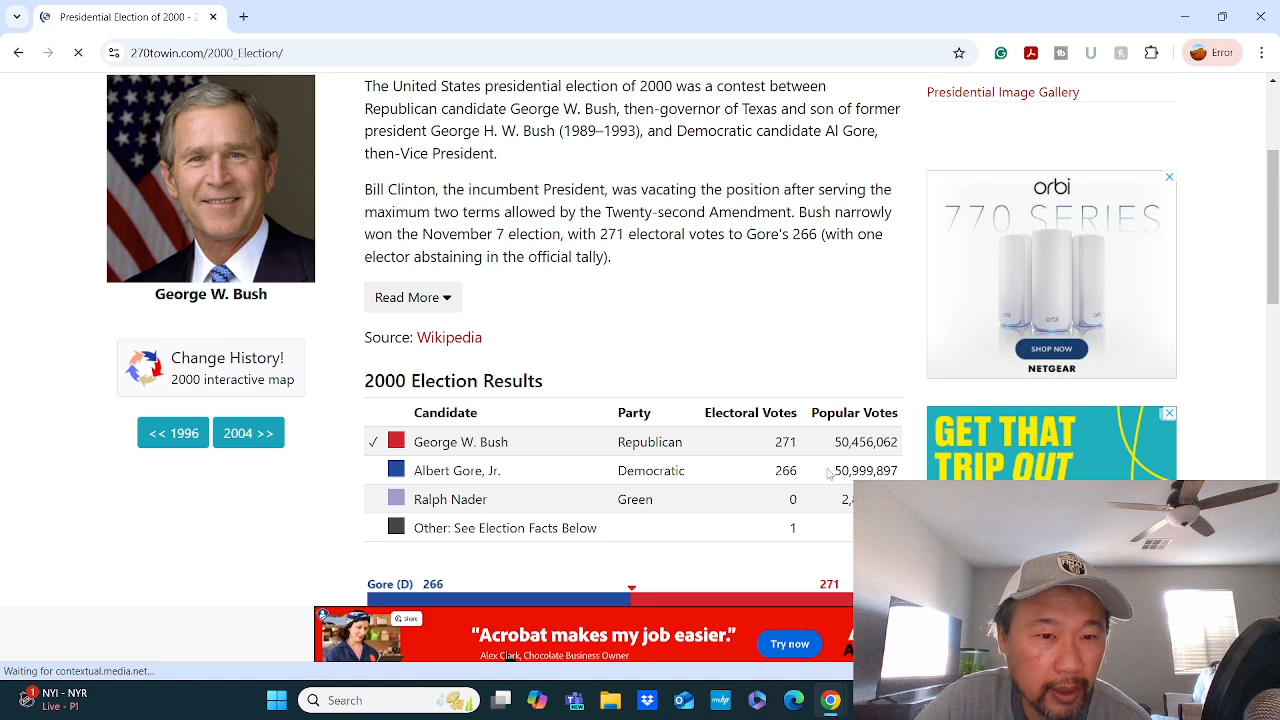 Presidential Election of 2000 - 2
270towin.com/2000_Election/
Error
The United States presidential election of 2000 was a contest between
Republican candidate George W. Bush, then-governor of Texas and son of former
president George H. W. Bush (1989–1993), and Democratic candidate Al Gore,
then-Vice President.
Bill Clinton, the incumbent President, was vacating the position after serving the
maximum two terms allowed by the Twenty-second Amendment. Bush narrowly
won the November 7 election, with 271 electoral votes to Gore's 266 (with one
elector abstaining in the official tally).
George W. Bush
Read More
Source: Wikipedia
Change History!
2000 interactive map
<< 1996 2004 >>
2000 Election Results
Candidate Party Electoral Votes Popular Votes
✓ George W. Bush Republican 271 50,456,062
Albert Gore, Jr. Democratic 266 50,999,897
Ralph Nader Green 0 2,
Other: See Election Facts Below 1
Gore (D) 266 271
Presidential Image Gallery
orbi
770 SERIES
orbi
SHOP NOW
NETGEAR
GET THAT
TRIP OUT
Share
"Acrobat makes my job easier."
Alex Clark, Chocolate Business Owner
Try now
A
Waiting for contextual.media.net...
1
NYI - NYR
Live - P1
Search
myhp